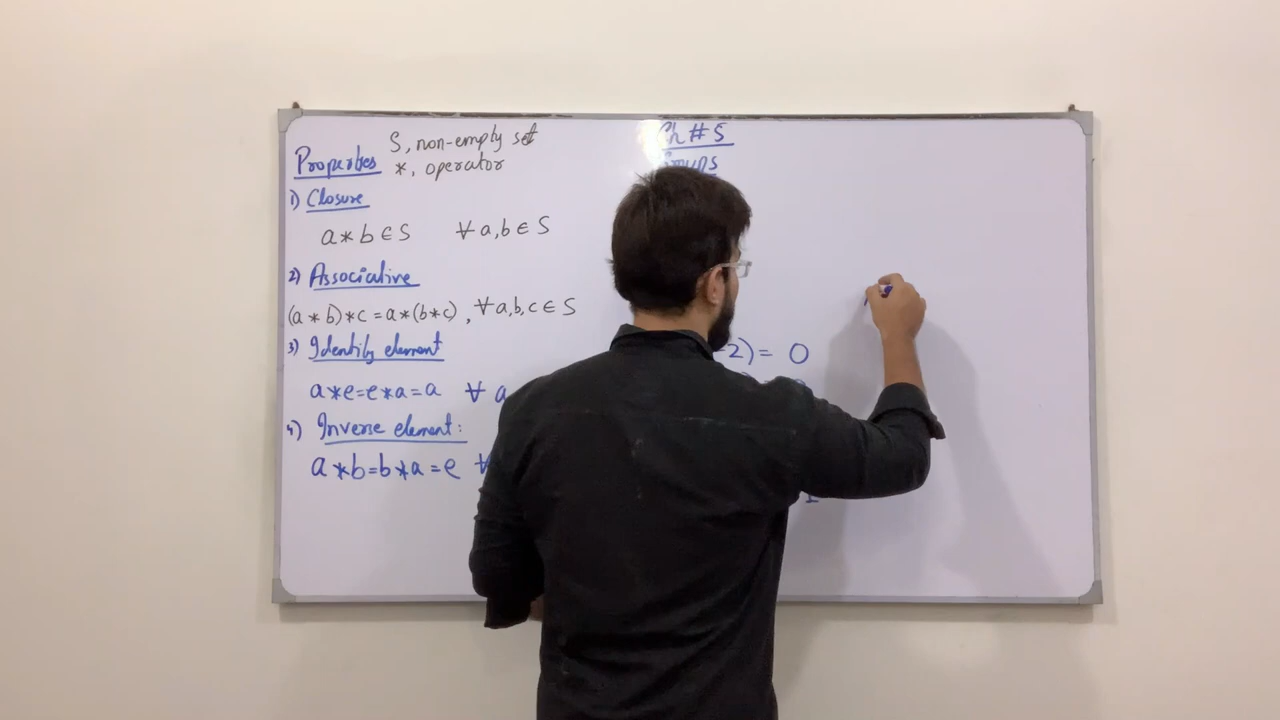 S, non-empty set
Properties *, operator
1) Closure
a * b ∈ S ∀ a,b ∈ S
2) Associative
(a * b) * c = a * (b * c) , ∀ a,b,c ∈ S
3) Identity element
a * e = e * a = a ∀ a
4) Inverse element:
a * b = b * a = e ∀
Ch # 5
Groups
-2) = 0